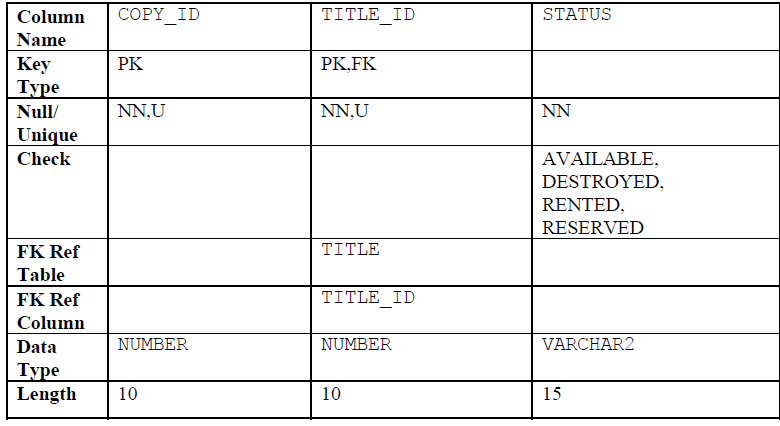 Column Name COPY_ID TITLE_ID STATUS
Key Type PK PK,FK
Null/ Unique NN,U NN,U NN
Check AVAILABLE,
DESTROYED,
RENTED,
RESERVED
FK Ref Table TITLE
FK Ref Column TITLE_ID
Data Type NUMBER NUMBER VARCHAR2
Length 10 10 15